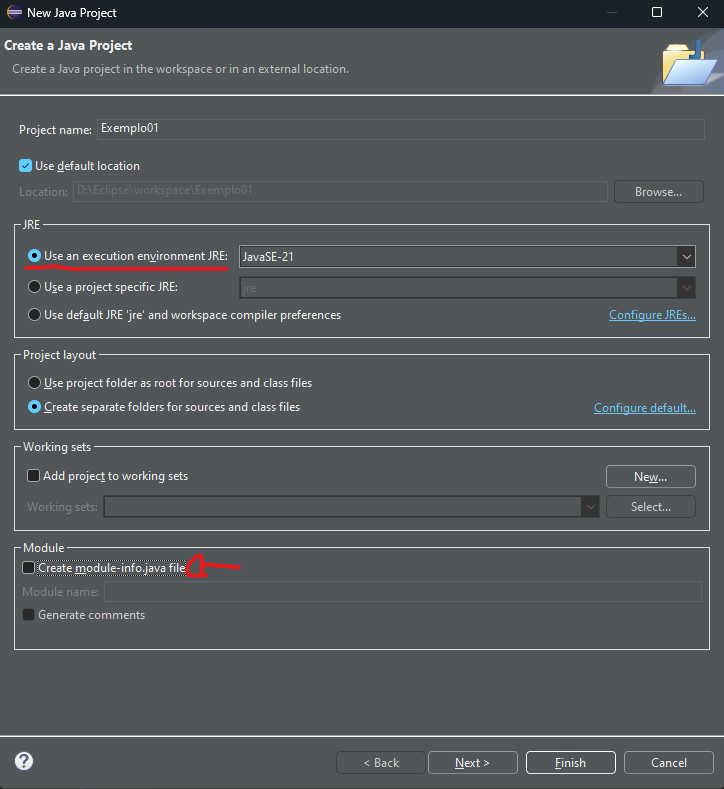 New Java Project
Create a Java Project
Create a Java project in the workspace or in an external location.
Project name: Exemplo01
Use default location
Location: D:\Eclipse\workspace\Exemplo01 Browse...
JRE
Use an execution environment JRE: JavaSE-21
Use a project specific JRE: jre
Use default JRE 'jre' and workspace compiler preferences Configure JREs...
Project layout
Use project folder as root for sources and class files
Create separate folders for sources and class files Configure default...
Working sets
Add project to working sets New...
Working sets: Select...
Module
Create module-info.java file
Module name:
Generate comments
? < Back Next > Finish Cancel